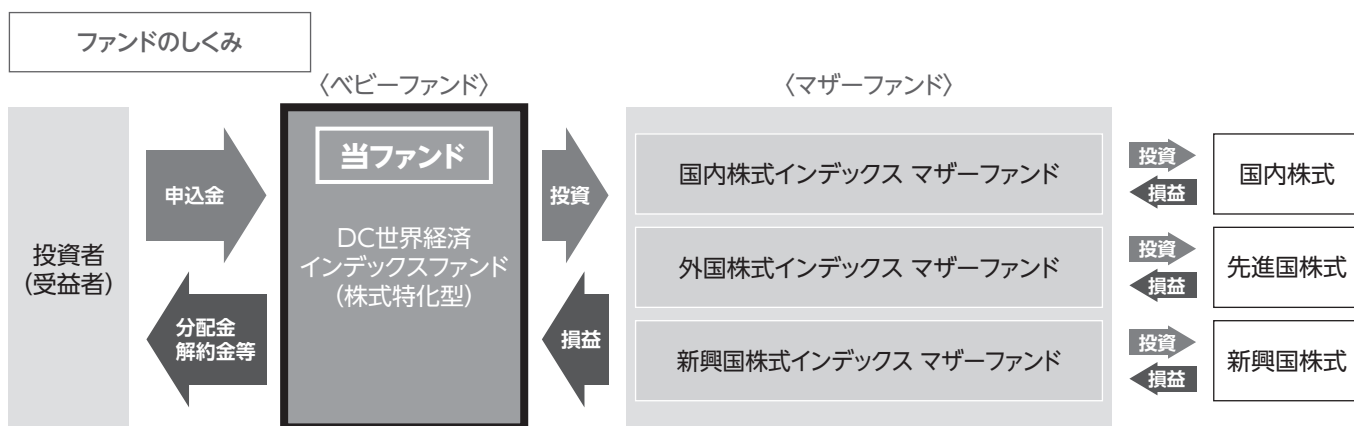 ファンドのしくみ
〈ベビーファンド〉
〈マザーファンド〉
投資者
(受益者)
申込金
分配金
解約金等
当ファンド
DC世界経済
インデックスファンド
(株式特化型)
投資
損益
国内株式インデックス マザーファンド
投資
損益
国内株式
外国株式インデックス マザーファンド
投資
損益
先進国株式
新興国株式インデックス マザーファンド
投資
損益
新興国株式